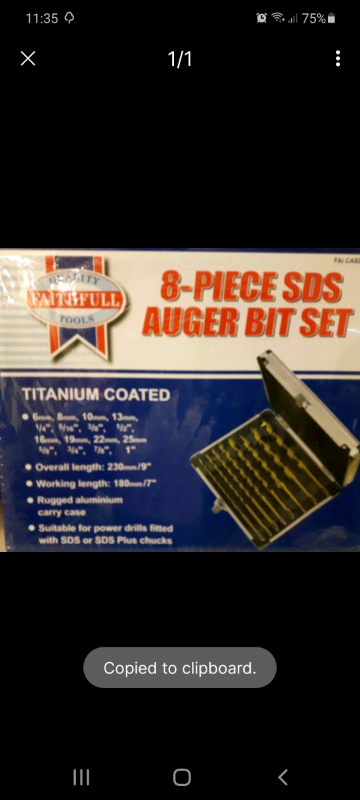 11:35
75%
1/1
FAI CAS
QUALITY
FAITHFULL
TOOLS
8-PIECE SDS
AUGER BIT SET
TITANIUM COATED
6mm, 8mm, 10mm, 13mm,
1/4", 5/16", 3/8", 1/2",
16mm, 19mm, 22mm, 25mm
5/8", 3/4", 7/8", 1"
Overall length: 230mm/9"
Working length: 180mm/7"
Rugged aluminium
carry case
Suitable for power drills fitted
with SDS or SDS Plus chucks
Copied to clipboard.